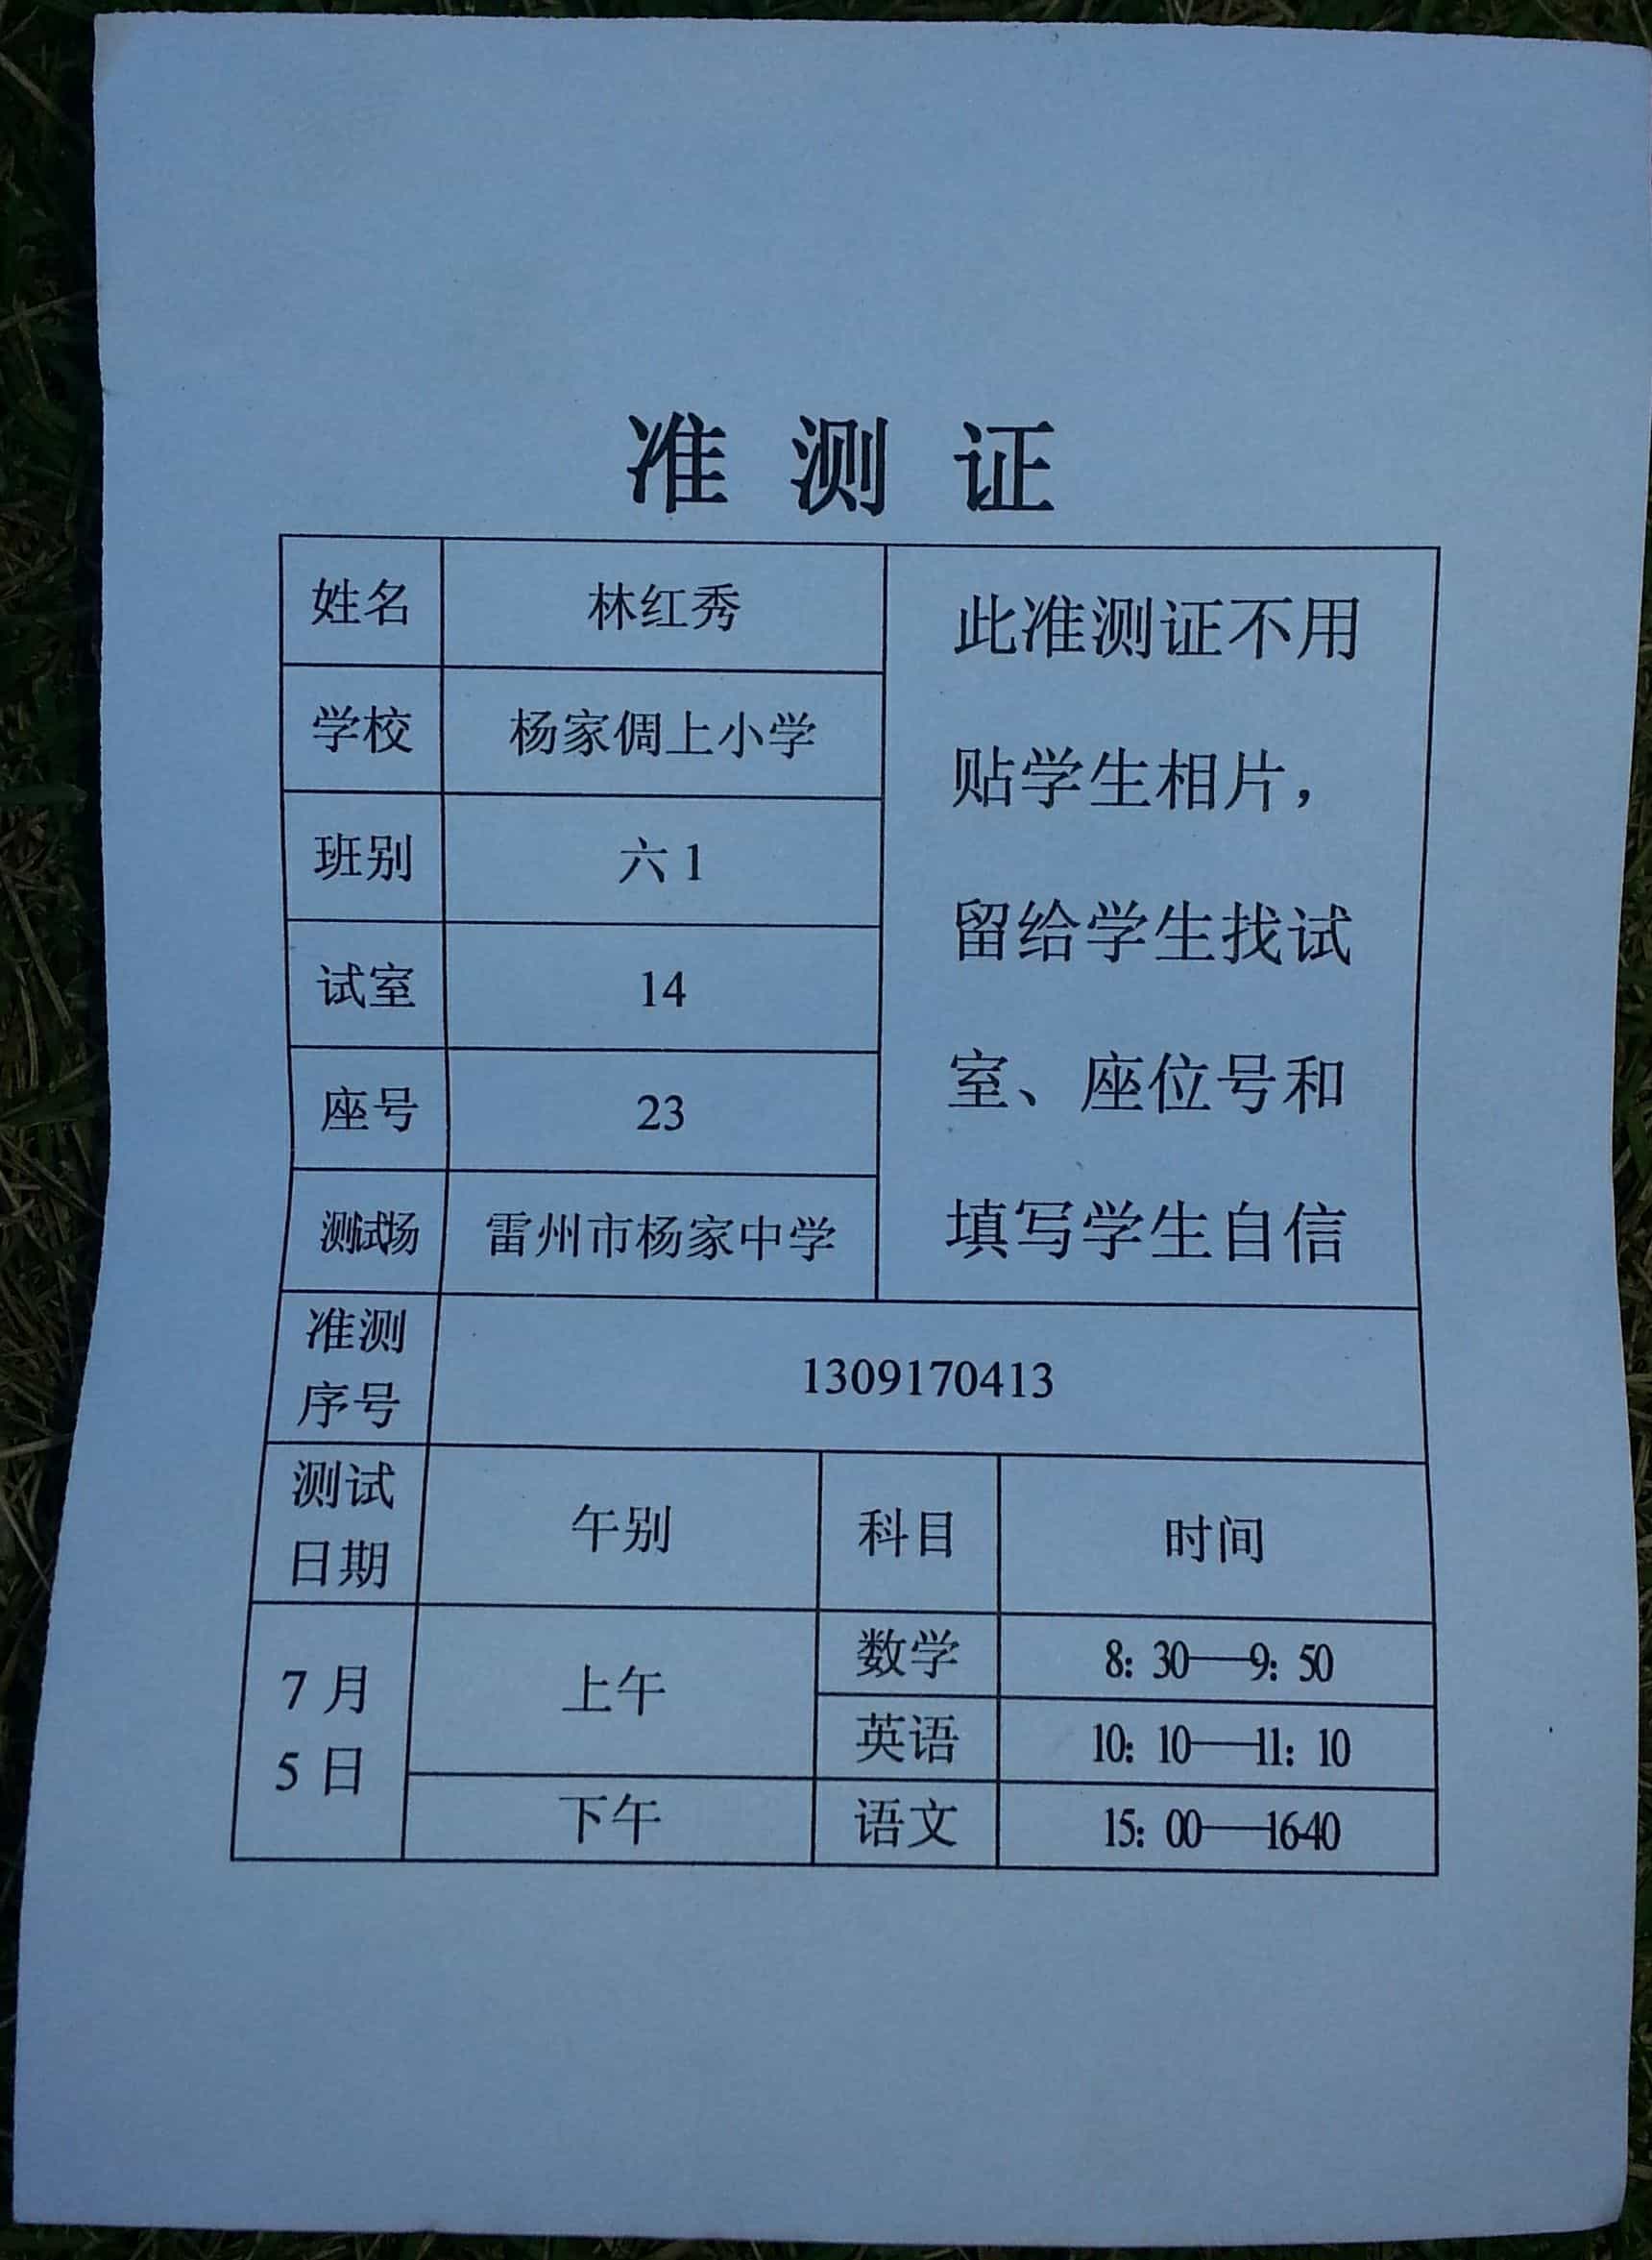 准测证
姓名 林红秀
学校 杨家倜上小学
班别 六1
试室 14
座号 23
测试场 雷州市杨家中学
此准测证不用
贴学生相片，
留给学生找试
室、座位号和
填写学生自信
准测
序号
1309170413
测试
日期
午别 科目 时间
7月
5日
上午 数学 8：30——9：50
英语 10：10——11：10
下午 语文 15：00——1640